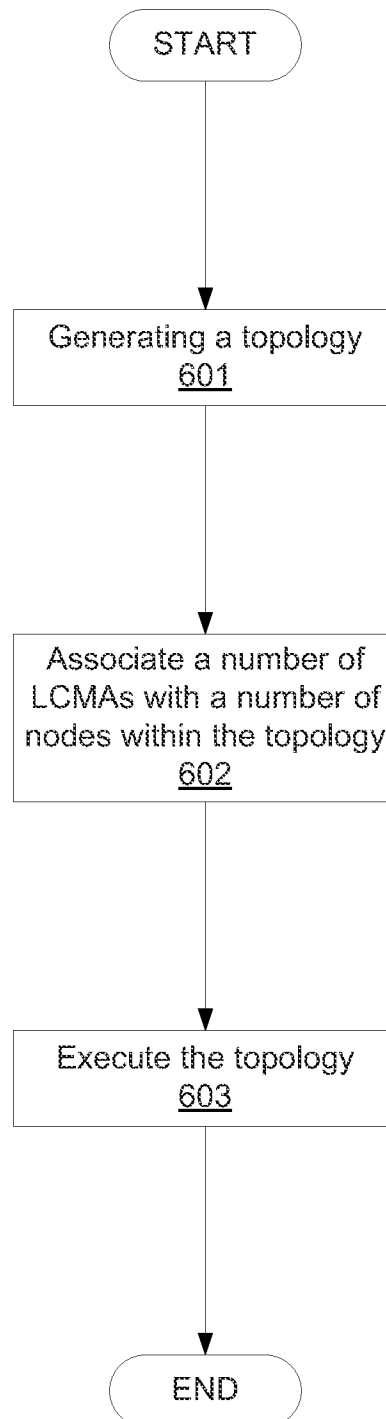 START
Generating a topology
601
Associate a number of
LCMAs with a number of
nodes within the topology
602
Execute the topology
603
END